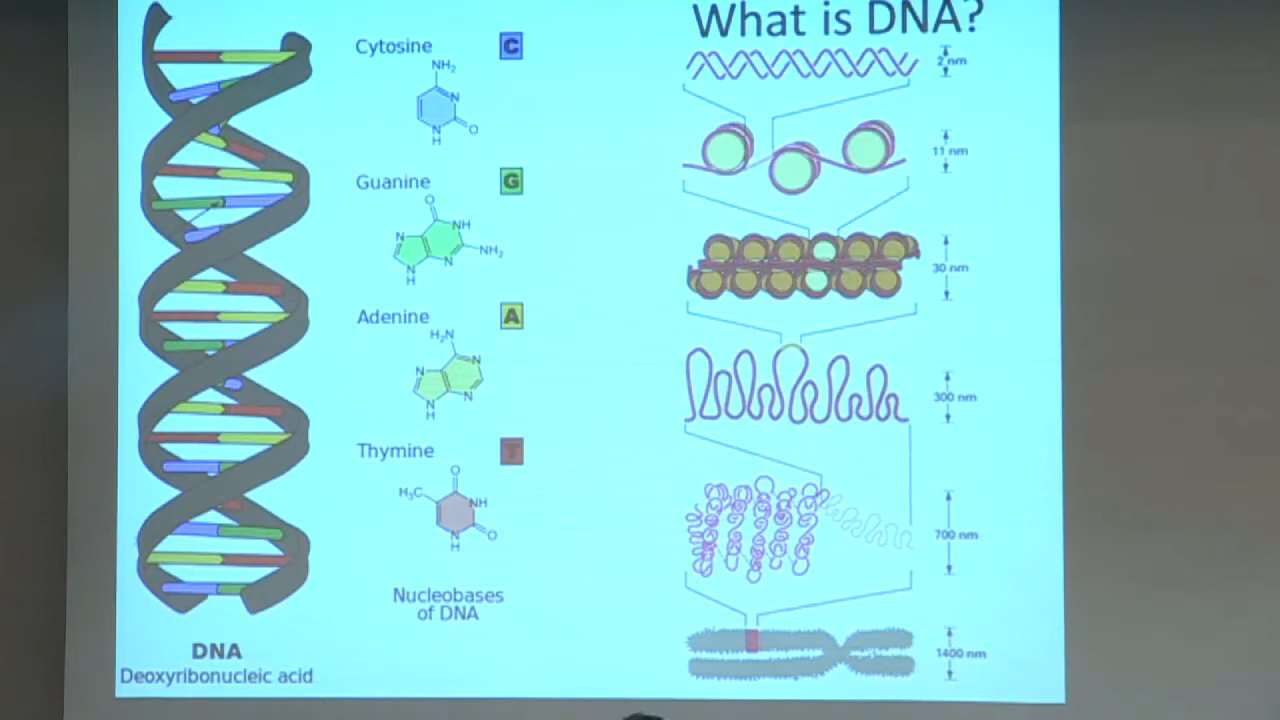 What is DNA?
Cytosine C
NH₂
N
N
H
O
Guanine G
O
N
NH
N
H
N
NH₂
Adenine A
H₂N
N
N
N
H
N
Thymine T
O
H₃C
NH
N
H
O
Nucleobases
of DNA
DNA
Deoxyribonucleic acid
2 nm
11 nm
30 nm
300 nm
700 nm
1400 nm